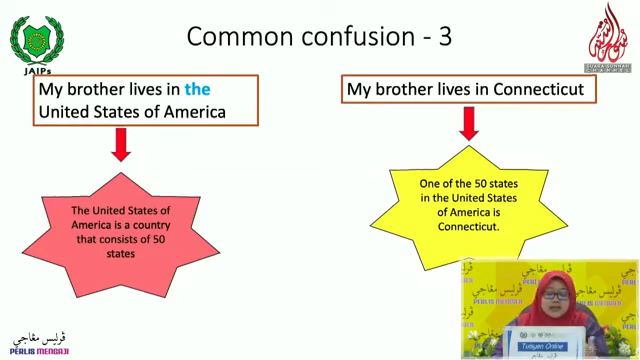 Common confusion - 3
JAIPs
My brother lives in the
United States of America
My brother lives in Connecticut
The United States of
America is a country
that consists of 50
states
One of the 50 states
in the United States
of America is
Connecticut.
Tuisyen Online
ڤرليس مڠاجي
PERLIS MENGAJI